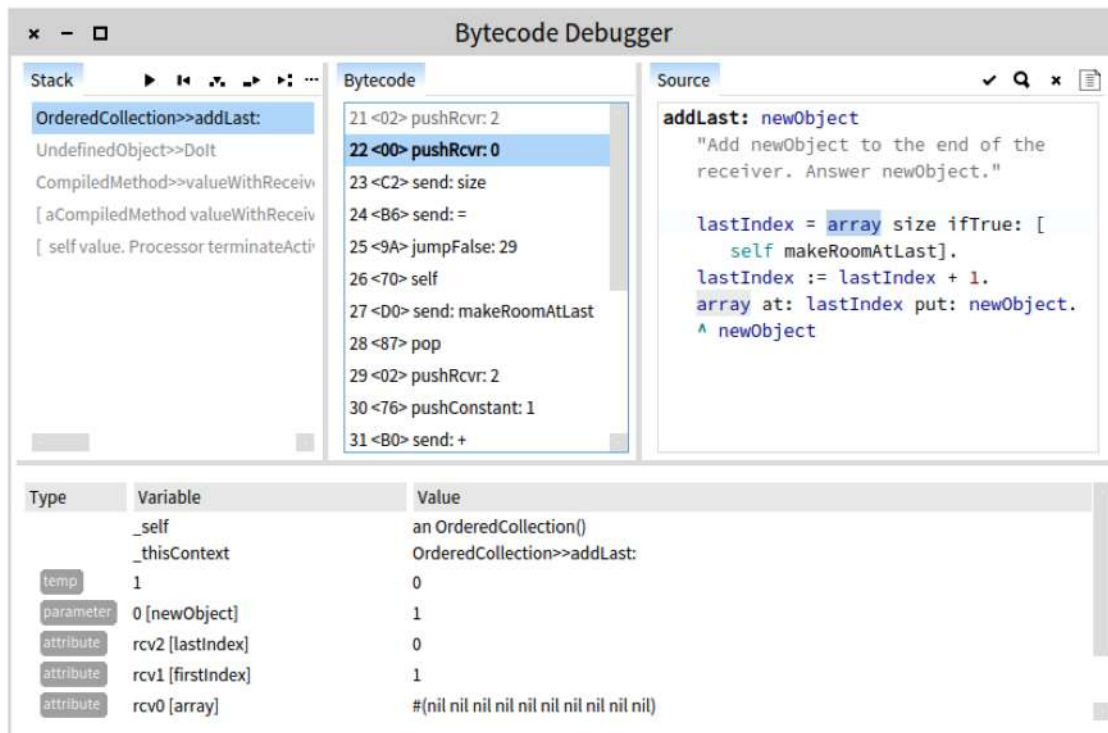 Bytecode Debugger
Stack
OrderedCollection>>addLast:
UndefinedObject>>DoIt
CompiledMethod>>valueWithReceiv
[ aCompiledMethod valueWithReceiv
[ self value. Processor terminateActi
Bytecode
21 <02> pushRcvr: 2
22 <00> pushRcvr: 0
23 <C2> send: size
24 <B6> send: =
25 <9A> jumpFalse: 29
26 <70> self
27 <D0> send: makeRoomAtLast
28 <87> pop
29 <02> pushRcvr: 2
30 <76> pushConstant: 1
31 <B0> send: +
Source
addLast: newObject
"Add newObject to the end of the
receiver. Answer newObject."
lastIndex = array size ifTrue: [
self makeRoomAtLast].
lastIndex := lastIndex + 1.
array at: lastIndex put: newObject.
^ newObject
Type Variable Value
_self an OrderedCollection()
_thisContext OrderedCollection>>addLast:
temp 1 0
parameter 0 [newObject] 1
attribute rcv2 [lastIndex] 0
attribute rcv1 [firstIndex] 1
attribute rcv0 [array] #(nil nil nil nil nil nil nil nil nil nil)